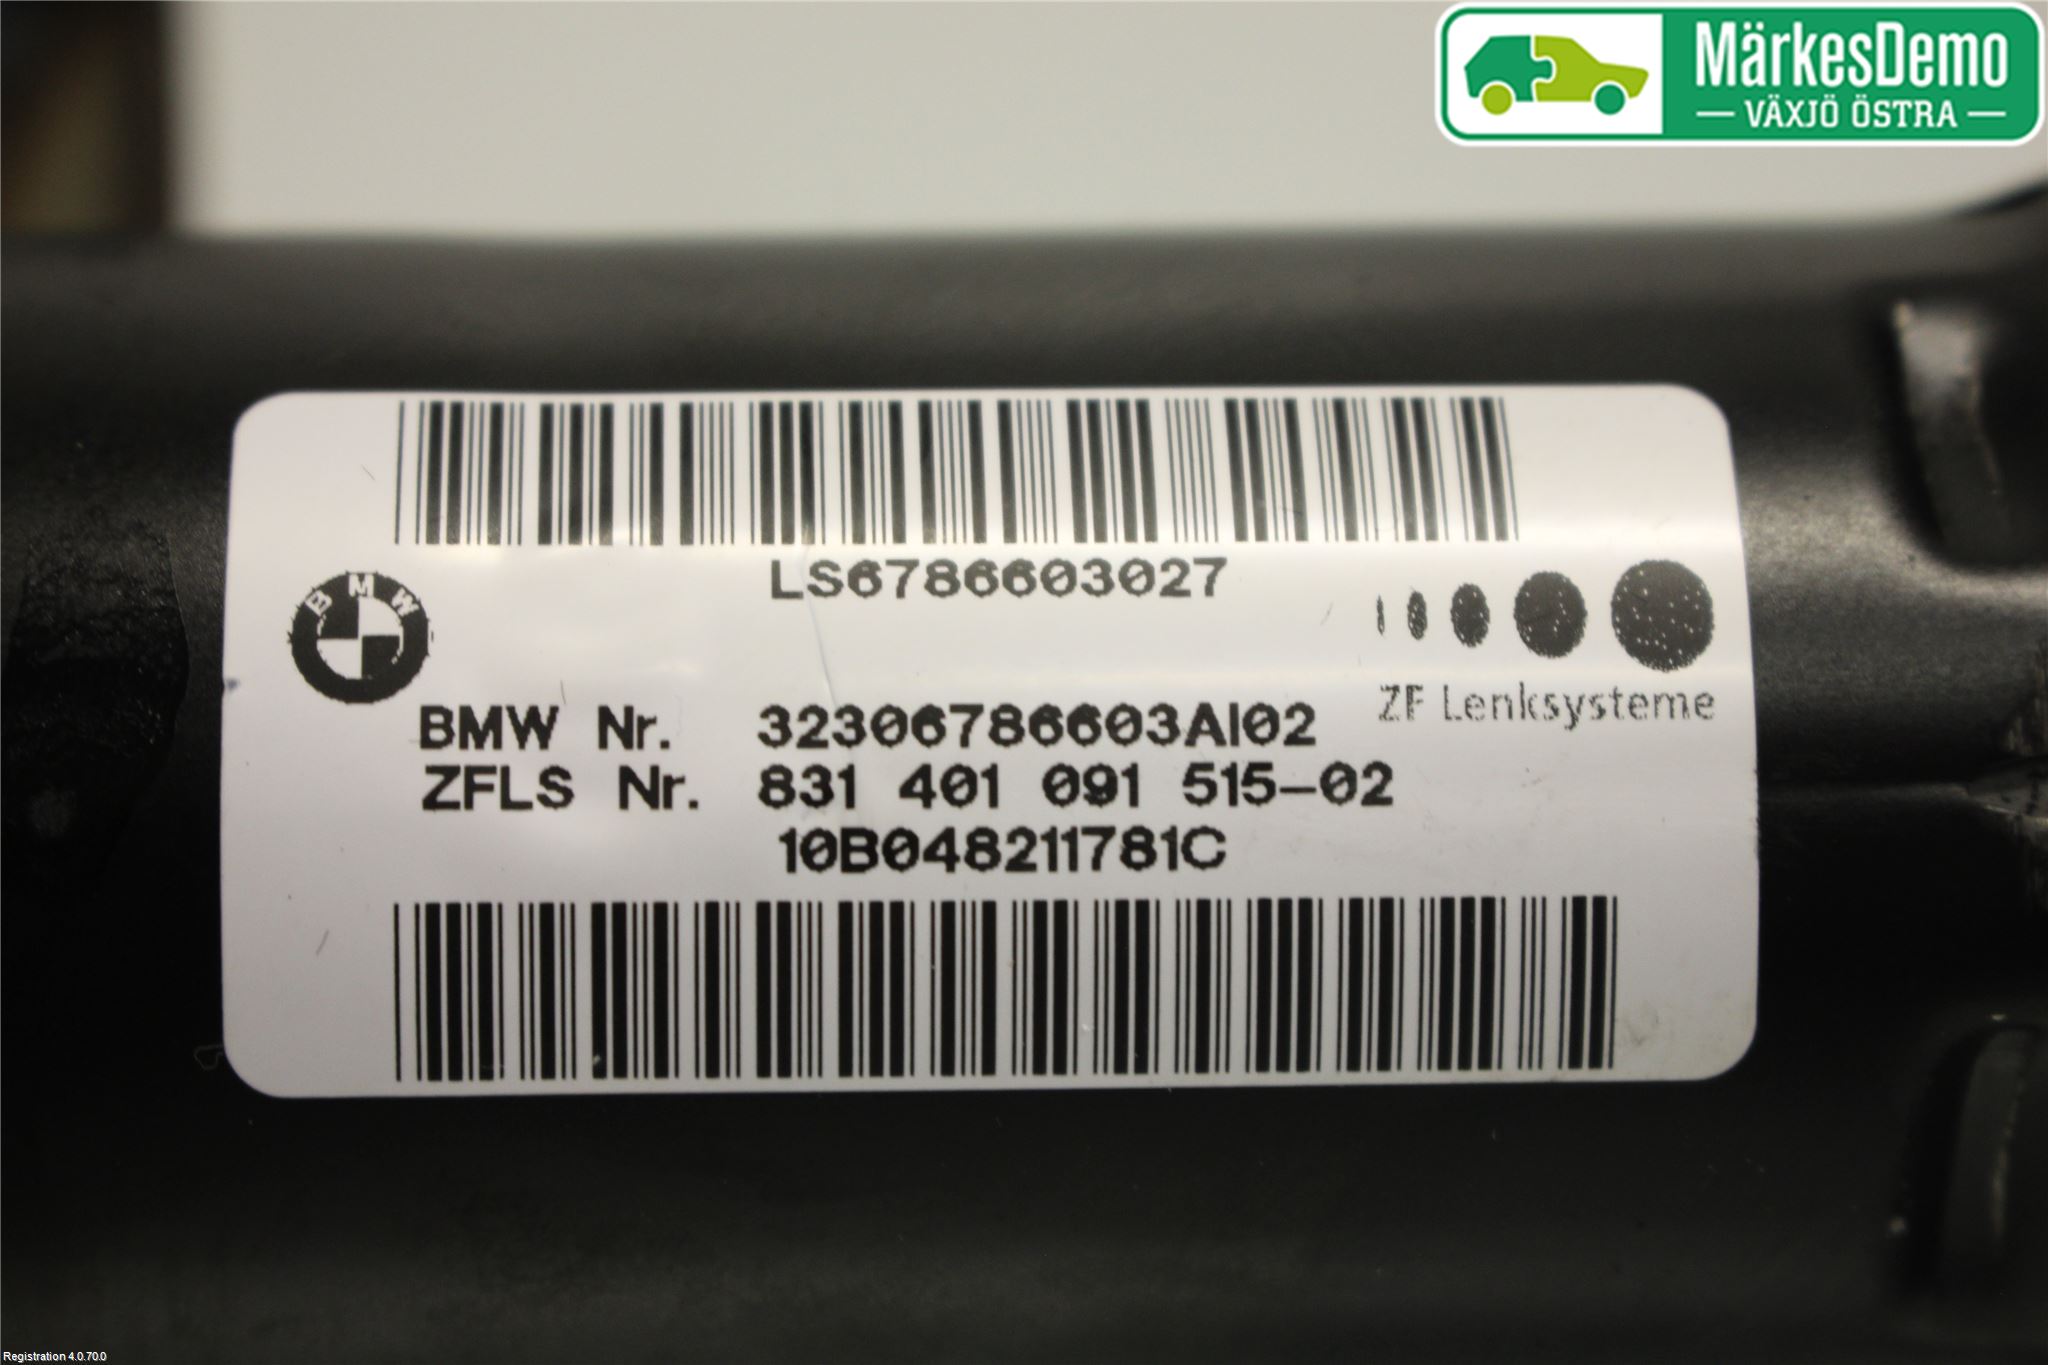 MärkesDemo
VÄXJÖ ÖSTRA
LS6786603027
BMW
ZF Lenksysteme
BMW Nr. 32306786603AI02
ZFLS Nr. 831 401 091 515-02
10B048211781C
Registration 4.0.70.0